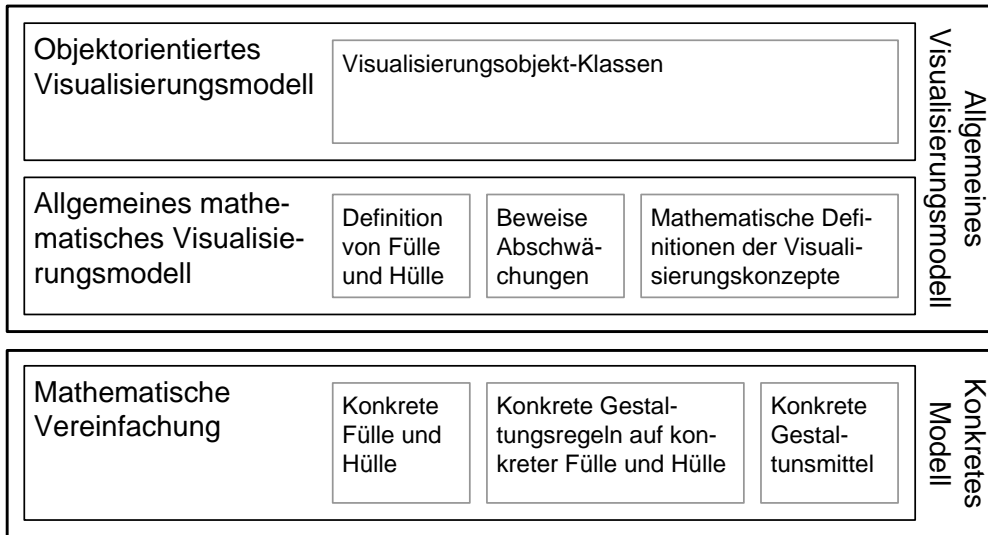 Objektorientiertes
Visualisierungsmodell
Visualisierungsobjekt-Klassen
Allgemeines mathe-
matisches Visualisie-
rungsmodell
Definition
von Fülle
und Hülle
Beweise
Abschwä-
chungen
Mathematische Defi-
nitionen der Visuali-
sierungskonzepte
Allgemeines
Visualisierungsmodell
Mathematische
Vereinfachung
Konkrete
Fülle und
Hülle
Konkrete Gestal-
tungsregeln auf kon-
kreter Fülle und Hülle
Konkrete
Gestal-
tunsmittel
Konkretes
Modell